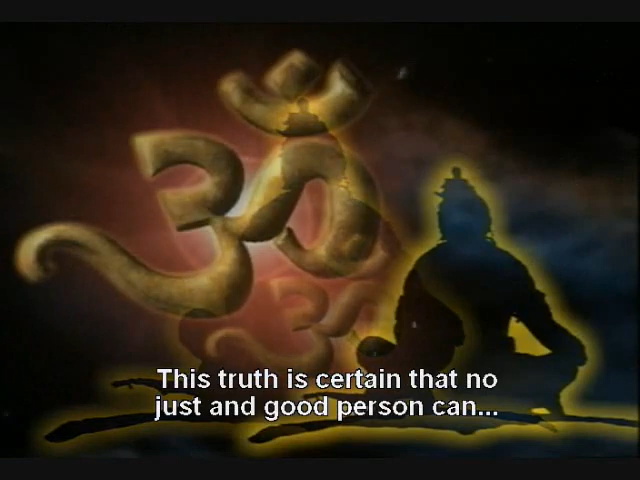 ॐ
ॐ
This truth is certain that no
just and good person can...